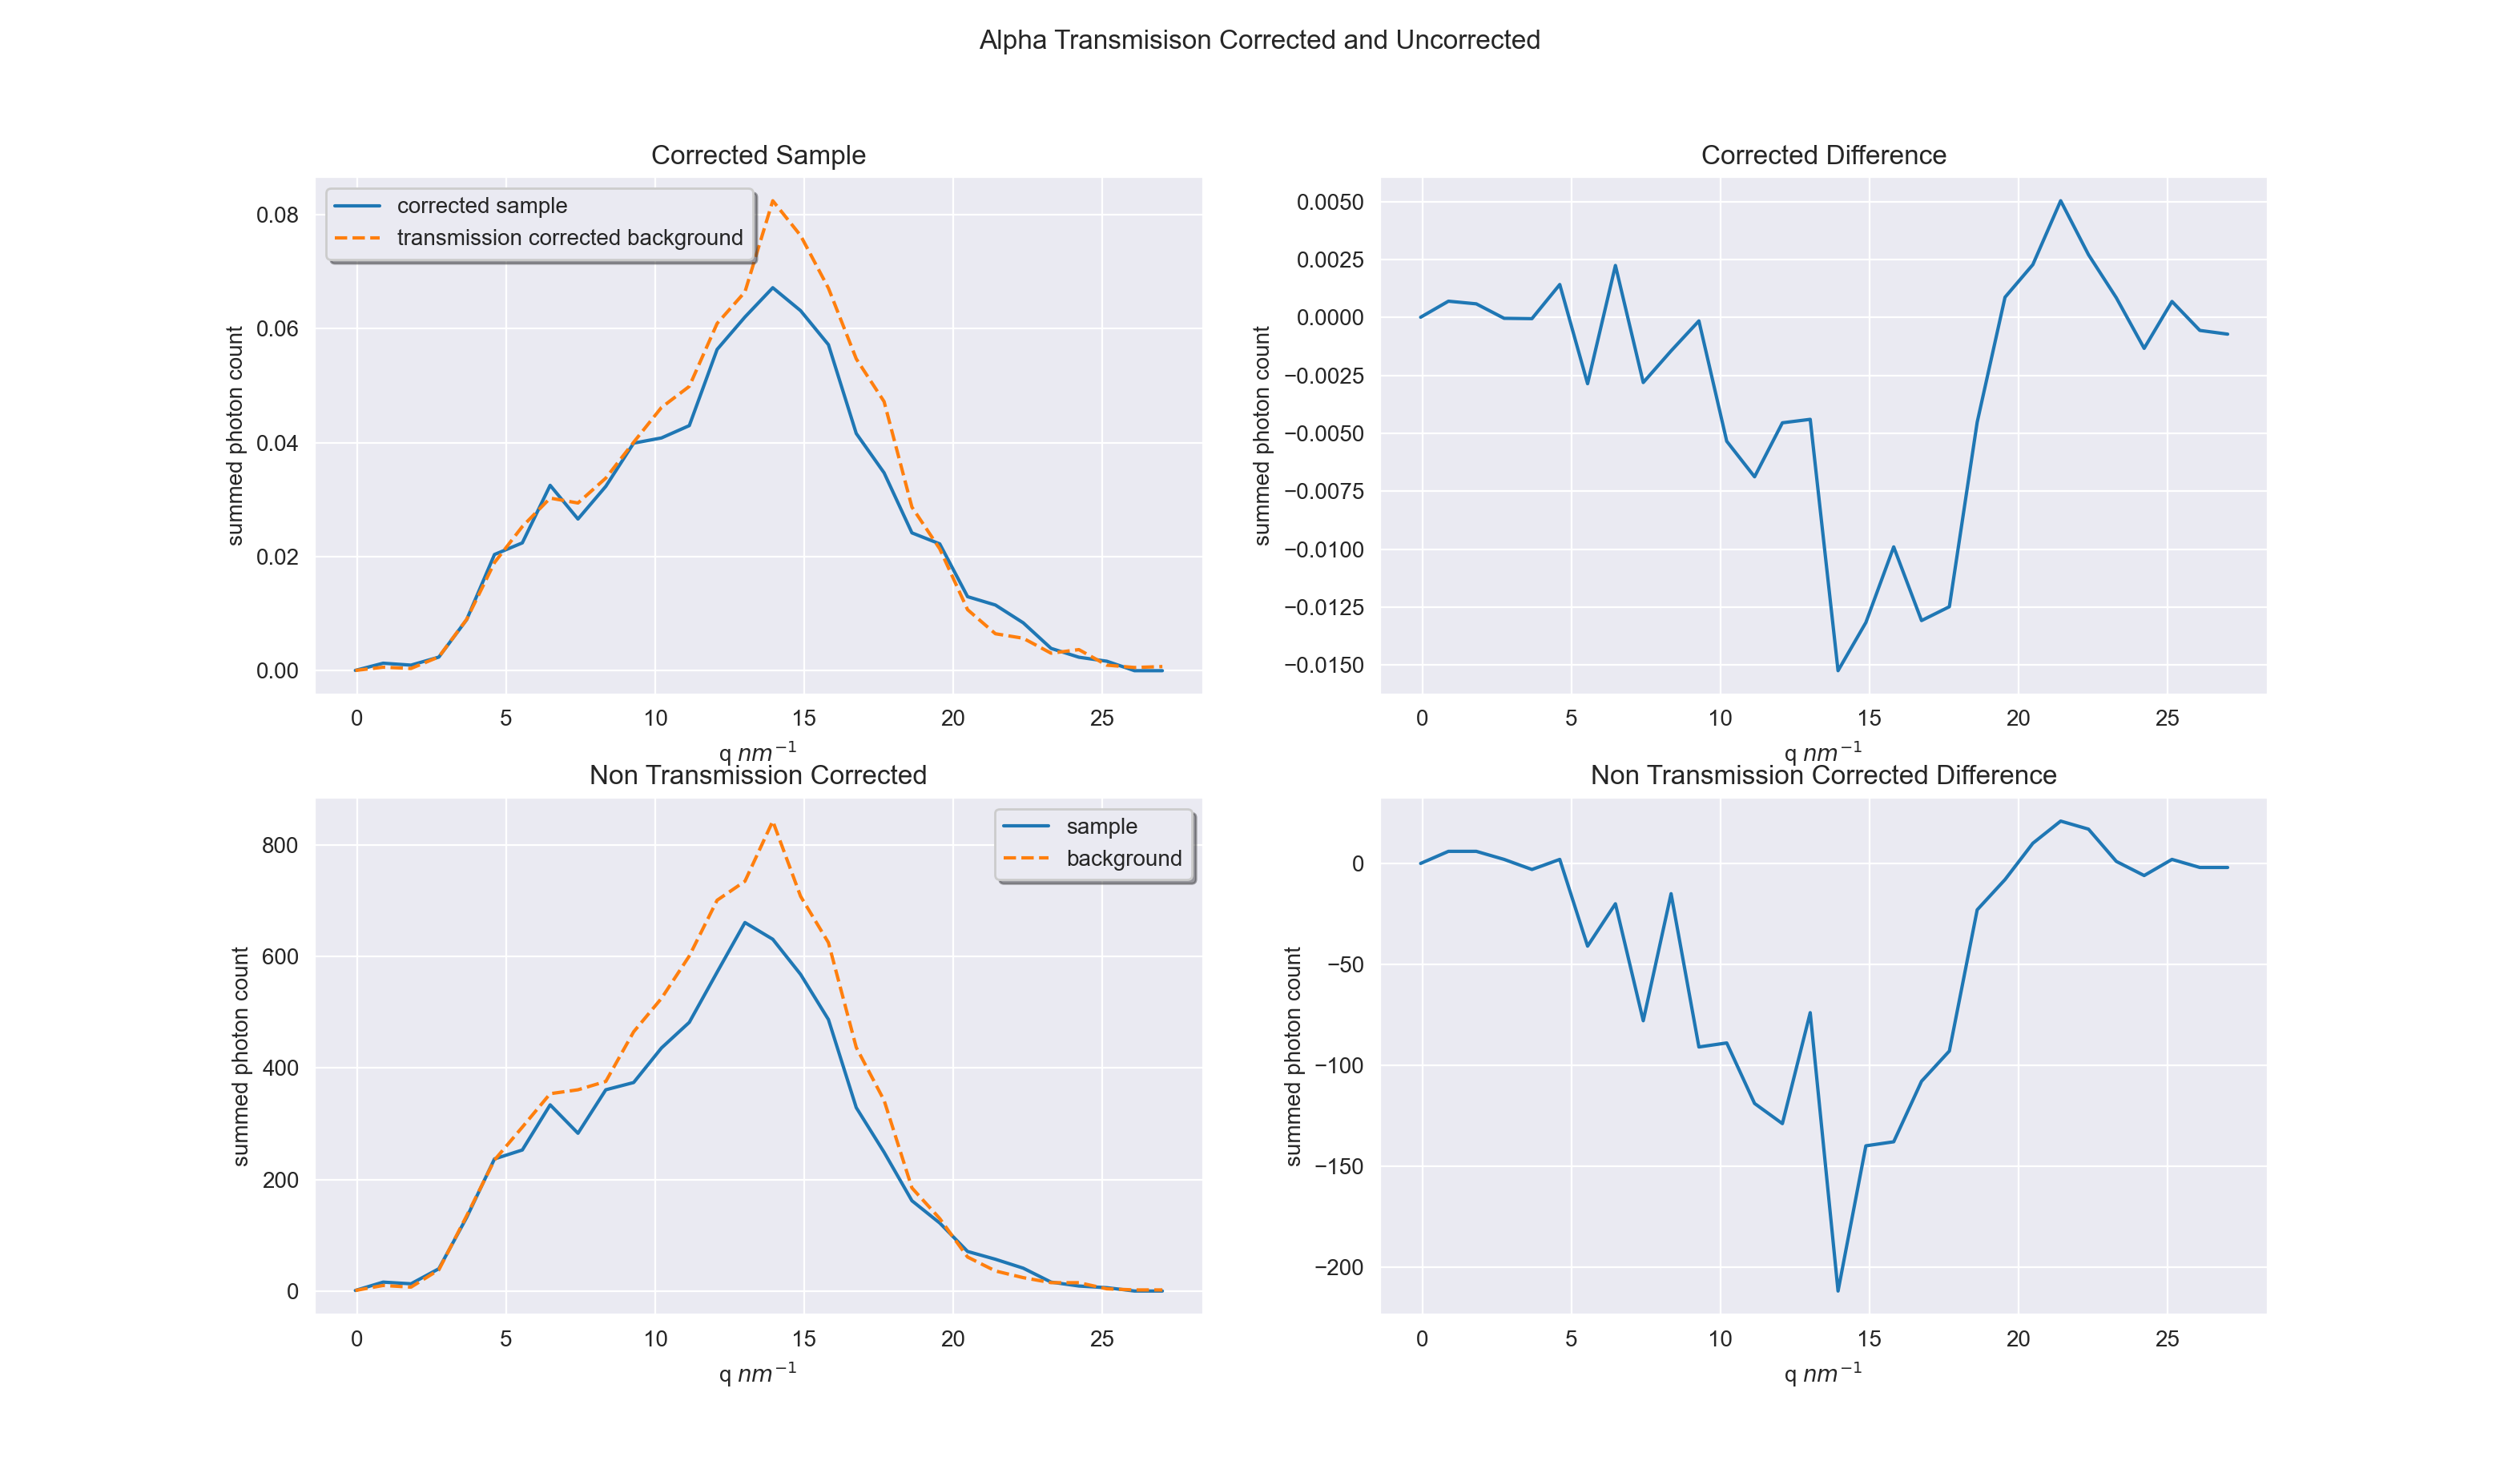 Alpha Transmisison Corrected and Uncorrected
Corrected Sample
corrected sample
transmission corrected background
0.08
0.06
0.04
0.02
0.00
summed photon count
0 5 10 15 20 25
q nm⁻¹
Corrected Difference
0.0050
0.0025
0.0000
−0.0025
−0.0050
−0.0075
−0.0100
−0.0125
−0.0150
summed photon count
0 5 10 15 20 25
q nm⁻¹
Non Transmission Corrected
sample
background
800
600
400
200
0
summed photon count
0 5 10 15 20 25
q nm⁻¹
Non Transmission Corrected Difference
0
−50
−100
−150
−200
summed photon count
0 5 10 15 20 25
q nm⁻¹